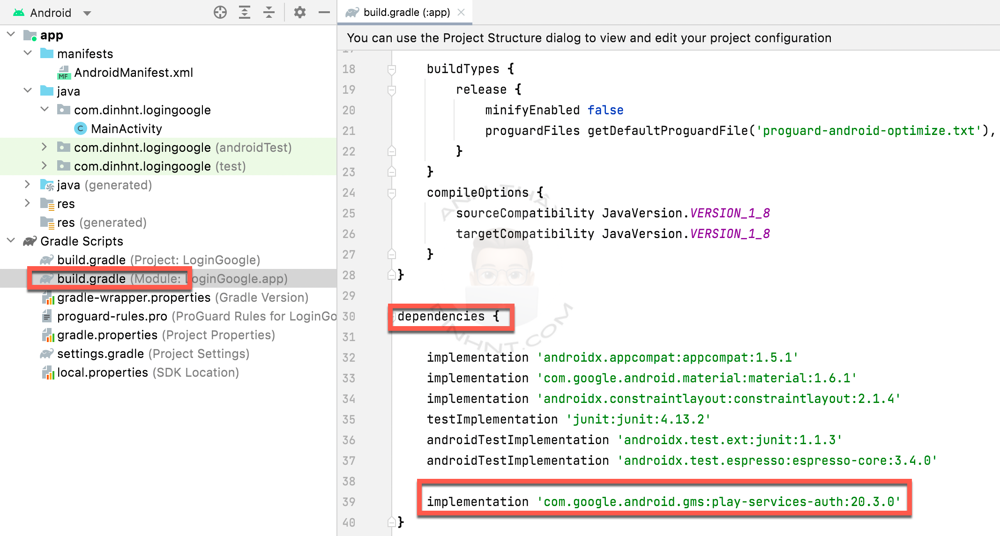 Android
app
manifests
MF AndroidManifest.xml
java
com.dinhnt.logingoogle
C MainActivity
com.dinhnt.logingoogle (androidTest)
com.dinhnt.logingoogle (test)
java (generated)
res
res (generated)
Gradle Scripts
build.gradle (Project: LoginGoogle)
build.gradle (Module: LoginGoogle.app)
gradle-wrapper.properties (Gradle Version)
proguard-rules.pro (ProGuard Rules for LoginGo
gradle.properties (Project Properties)
settings.gradle (Project Settings)
local.properties (SDK Location)
build.gradle (:app)
You can use the Project Structure dialog to view and edit your project configuration
17
18 buildTypes {
19 release {
20 minifyEnabled false
21 proguardFiles getDefaultProguardFile('proguard-android-optimize.txt'),
22 }
23 }
24 compileOptions {
25 sourceCompatibility JavaVersion.VERSION_1_8
26 targetCompatibility JavaVersion.VERSION_1_8
27 }
28 }
29
30 dependencies {
31
32 implementation 'androidx.appcompat:appcompat:1.5.1'
33 implementation 'com.google.android.material:material:1.6.1'
34 implementation 'androidx.constraintlayout:constraintlayout:2.1.4'
35 testImplementation 'junit:junit:4.13.2'
36 androidTestImplementation 'androidx.test.ext:junit:1.1.3'
37 androidTestImplementation 'androidx.test.espresso:espresso-core:3.4.0'
38
39 implementation 'com.google.android.gms:play-services-auth:20.3.0'
40 }
DINHNT.COM